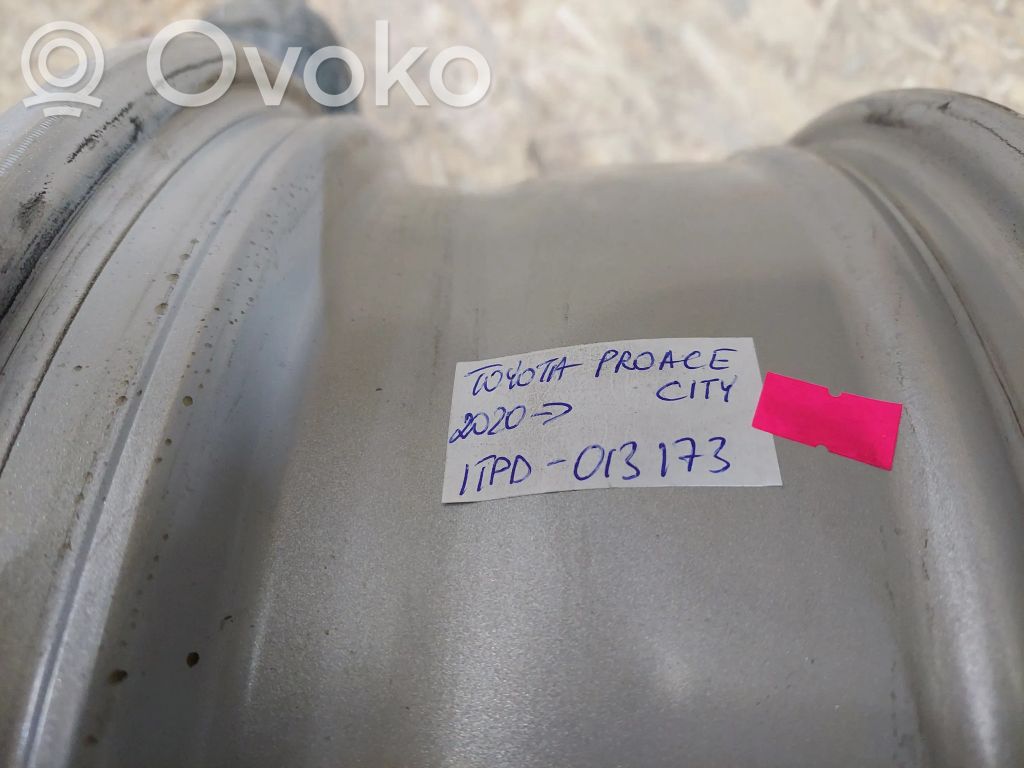 Ovoko
TOYOTA PROACE
CITY
2020->
1TPD-013173